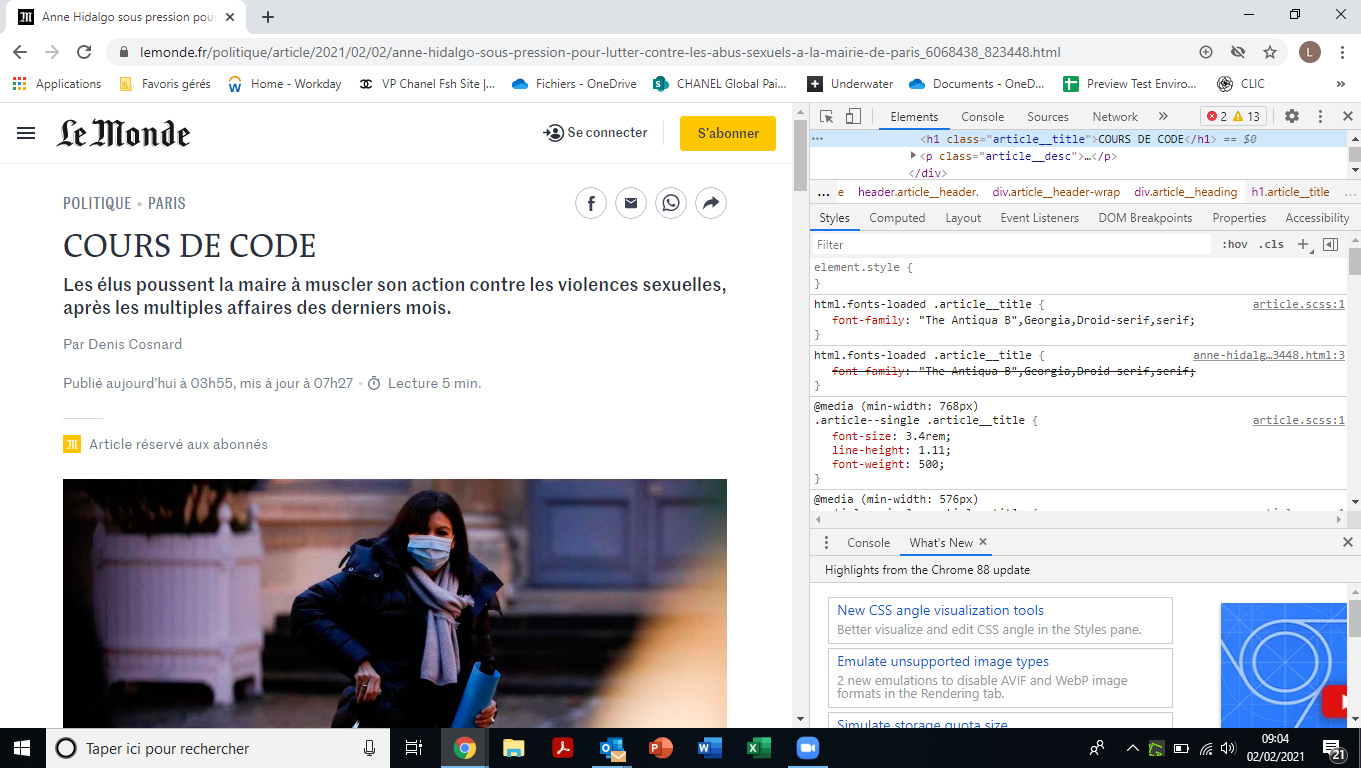 Anne Hidalgo sous pression pou
lemonde.fr/politique/article/2021/02/02/anne-hidalgo-sous-pression-pour-lutter-contre-les-abus-sexuels-a-la-mairie-de-paris_6068438_823448.html
L
Applications
Favoris gérés
Home - Workday
VP Chanel Fsh Site |...
Fichiers - OneDrive
CHANEL Global Pai...
Underwater
Documents - OneD...
Preview Test Enviro...
CLIC
»
Le Monde
Se connecter
S'abonner
POLITIQUE • PARIS
COURS DE CODE
Les élus poussent la maire à muscler son action contre les violences sexuelles,
après les multiples affaires des derniers mois.
Par Denis Cosnard
Publié aujourd'hui à 03h55, mis à jour à 07h27 • Lecture 5 min.
Article réservé aux abonnés
Elements Console Sources Network » 2 13
<h1 class="article__title">COURS DE CODE</h1> == $0
<p class="article__desc">…</p>
</div>
... e header.article__header. div.article__header-wrap div.article__heading h1.article__title ...
Styles Computed Layout Event Listeners DOM Breakpoints Properties Accessibility
Filter :hov .cls +
element.style {
}
html.fonts-loaded .article__title { article.scss:1
font-family: "The Antiqua B",Georgia,Droid-serif,serif;
}
html.fonts-loaded .article__title { anne-hidalg…3448.html:3
font-family: "The Antiqua B",Georgia,Droid-serif,serif;
}
@media (min-width: 768px)
.article--single .article__title { article.scss:1
font-size: 3.4rem;
line-height: 1.11;
font-weight: 500;
}
@media (min-width: 576px)
Console What's New
Highlights from the Chrome 88 update
New CSS angle visualization tools
Better visualize and edit CSS angle in the Styles pane.
Emulate unsupported image types
2 new emulations to disable AVIF and WebP image
formats in the Rendering tab.
Simulate storage quota size
Taper ici pour rechercher
09:04
02/02/2021
21